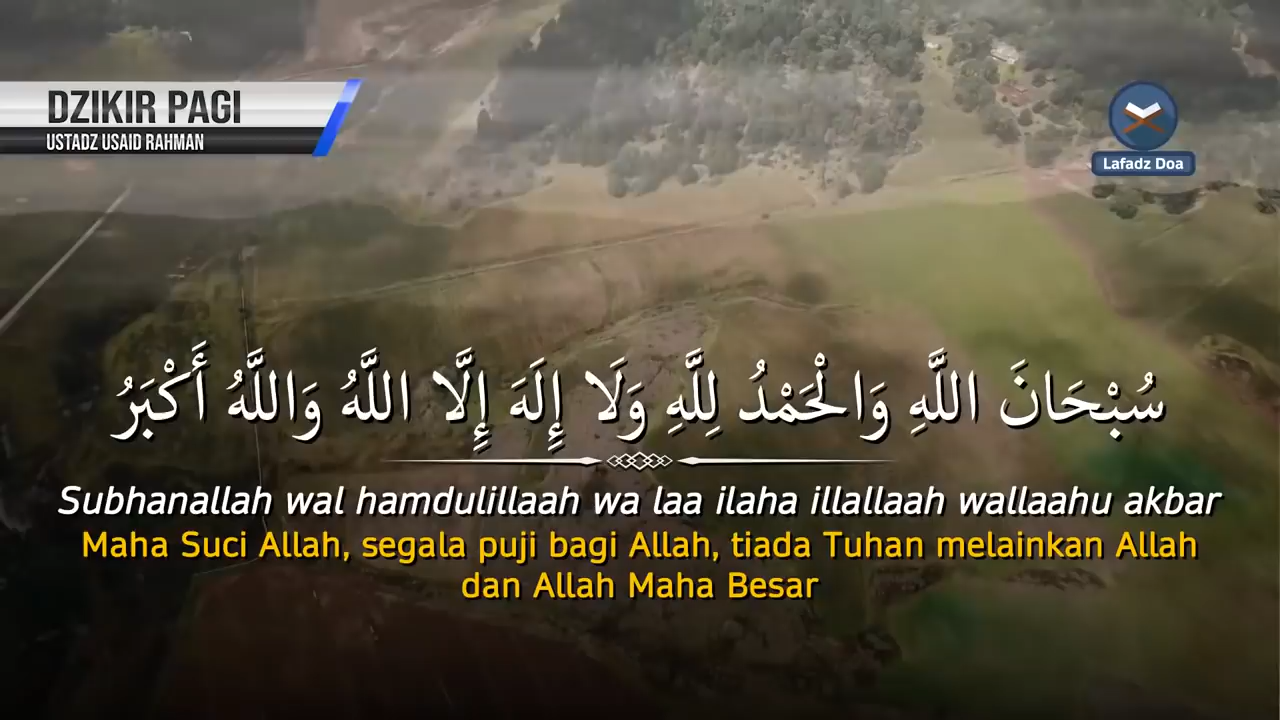 DZIKIR PAGI
USTADZ USAID RAHMAN
Lafadz Doa
سُبْحَانَ اللَّهِ وَالْحَمْدُ لِلَّهِ وَلَا إِلَهَ إِلَّا اللَّهُ وَاللَّهُ أَكْبَرُ
Subhanallah wal hamdulillaah wa laa ilaha illallaah wallaahu akbar
Maha Suci Allah, segala puji bagi Allah, tiada Tuhan melainkan Allah
dan Allah Maha Besar